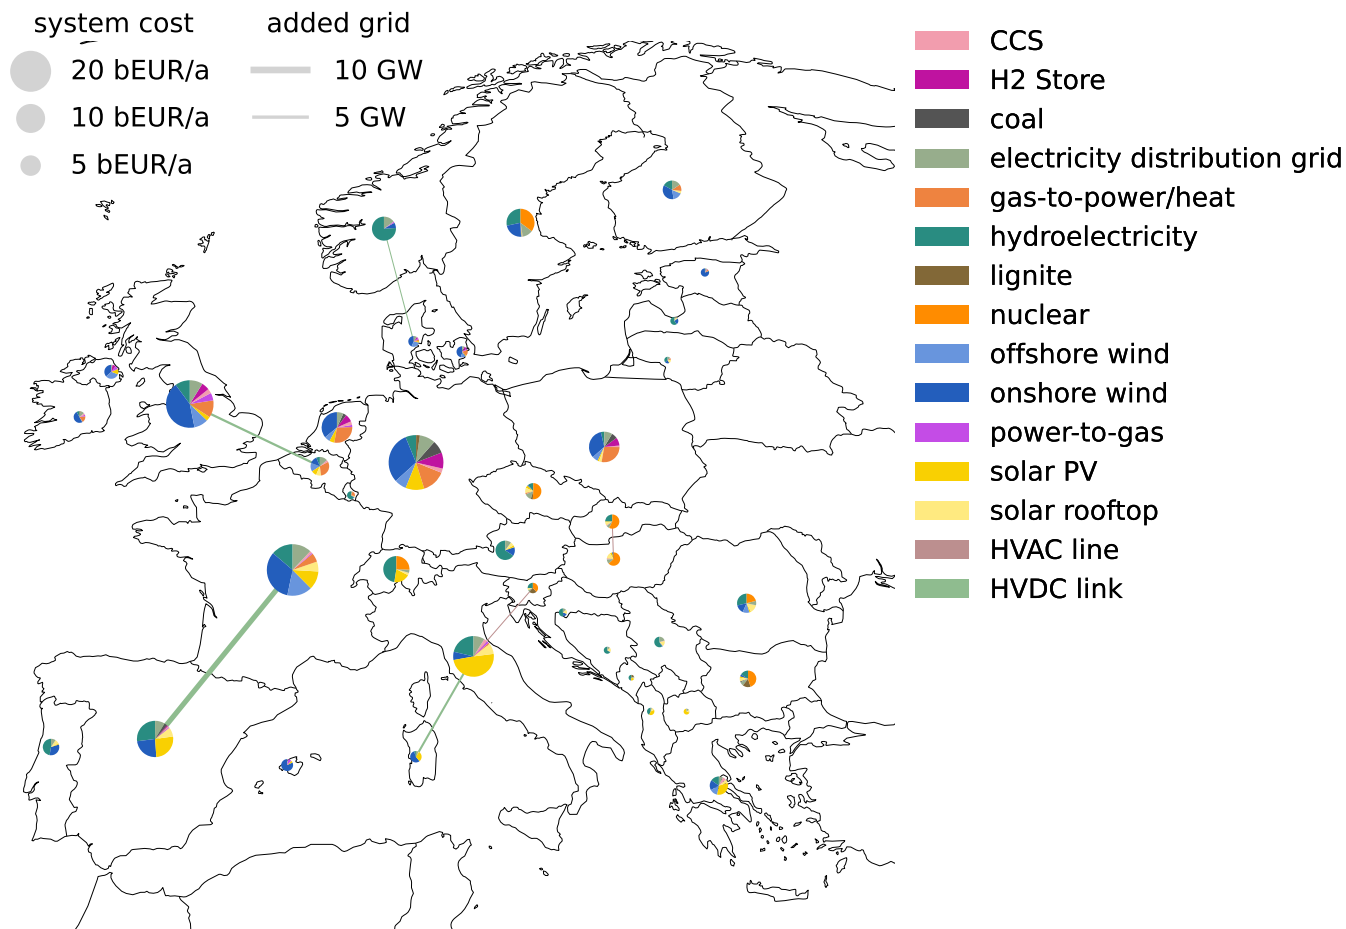 system cost
20 bEUR/a
10 bEUR/a
5 bEUR/a
added grid
10 GW
5 GW
CCS
H2 Store
coal
electricity distribution grid
gas-to-power/heat
hydroelectricity
lignite
nuclear
offshore wind
onshore wind
power-to-gas
solar PV
solar rooftop
HVAC line
HVDC link